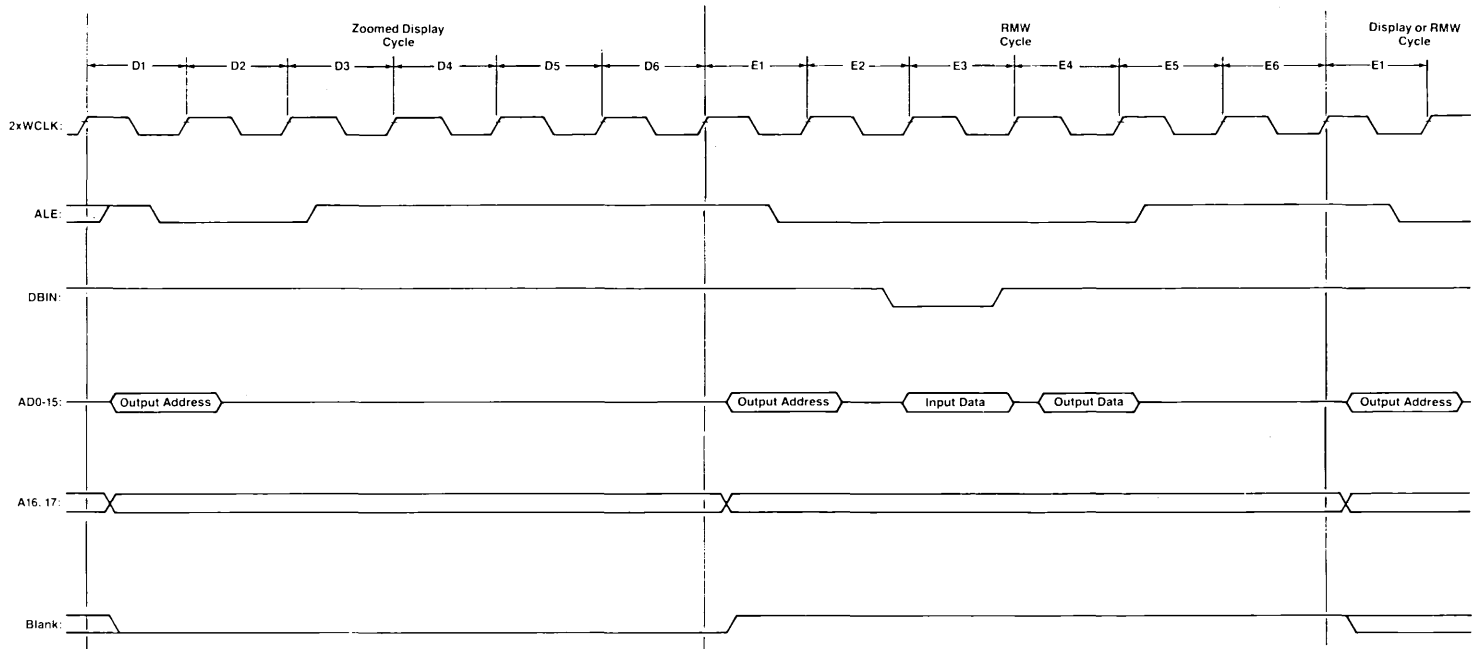 Zoomed Display
Cycle
RMW
Cycle
Display or RMW
Cycle
D1 D2 D3 D4 D5 D6 E1 E2 E3 E4 E5 E6 E1
2xWCLK:
ALE:
DBIN:
AD0-15: Output Address Output Address Input Data Output Data Output Address
A16, 17:
Blank: